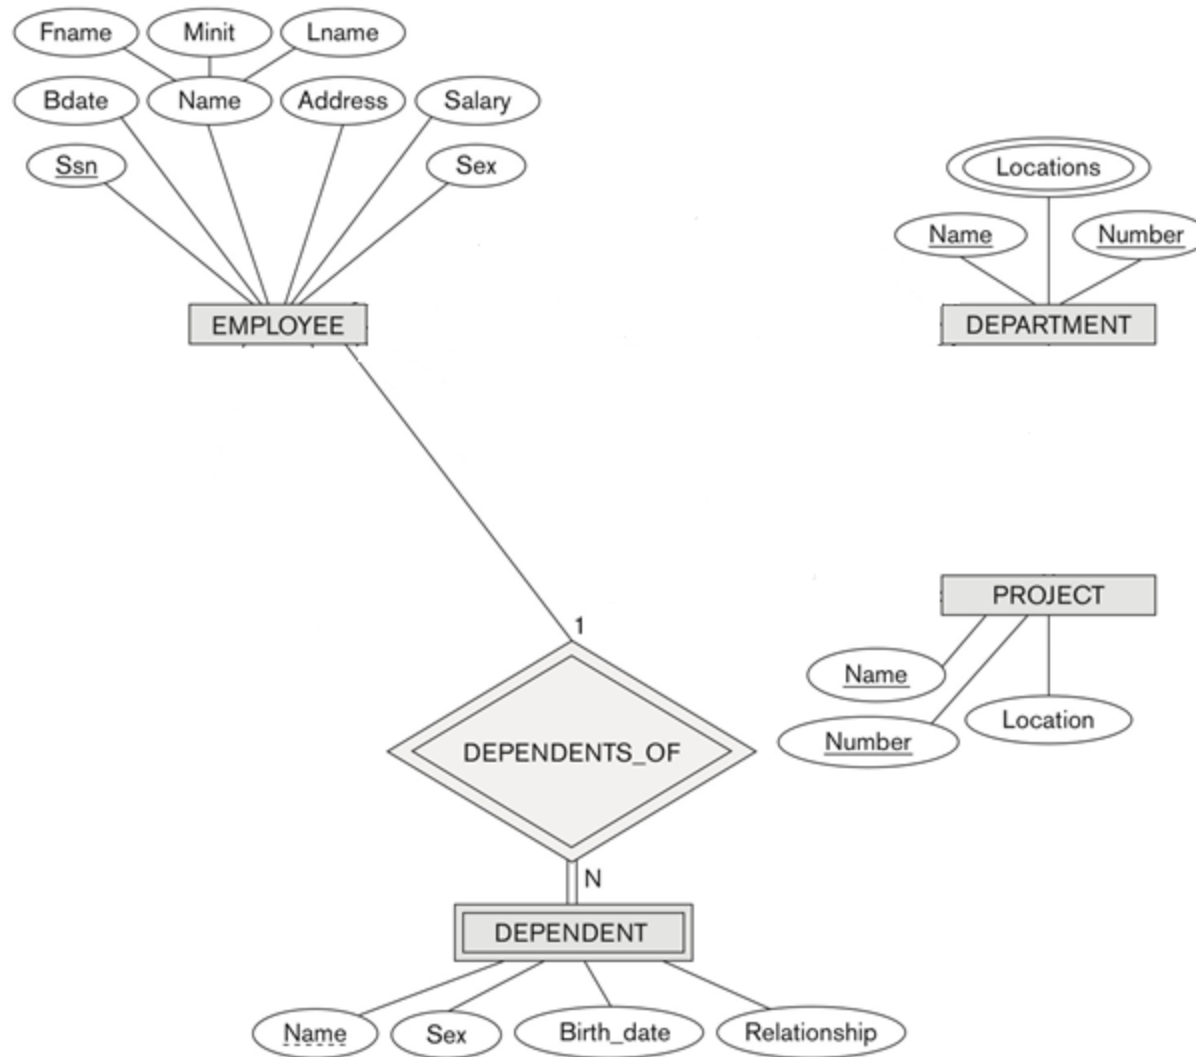 Fname Minit Lname
Bdate Name Address Salary
Ssn Sex
Locations
Name Number
EMPLOYEE
DEPARTMENT
PROJECT
1
Name
Location
Number
DEPENDENTS_OF
N
DEPENDENT
Name Sex Birth_date Relationship